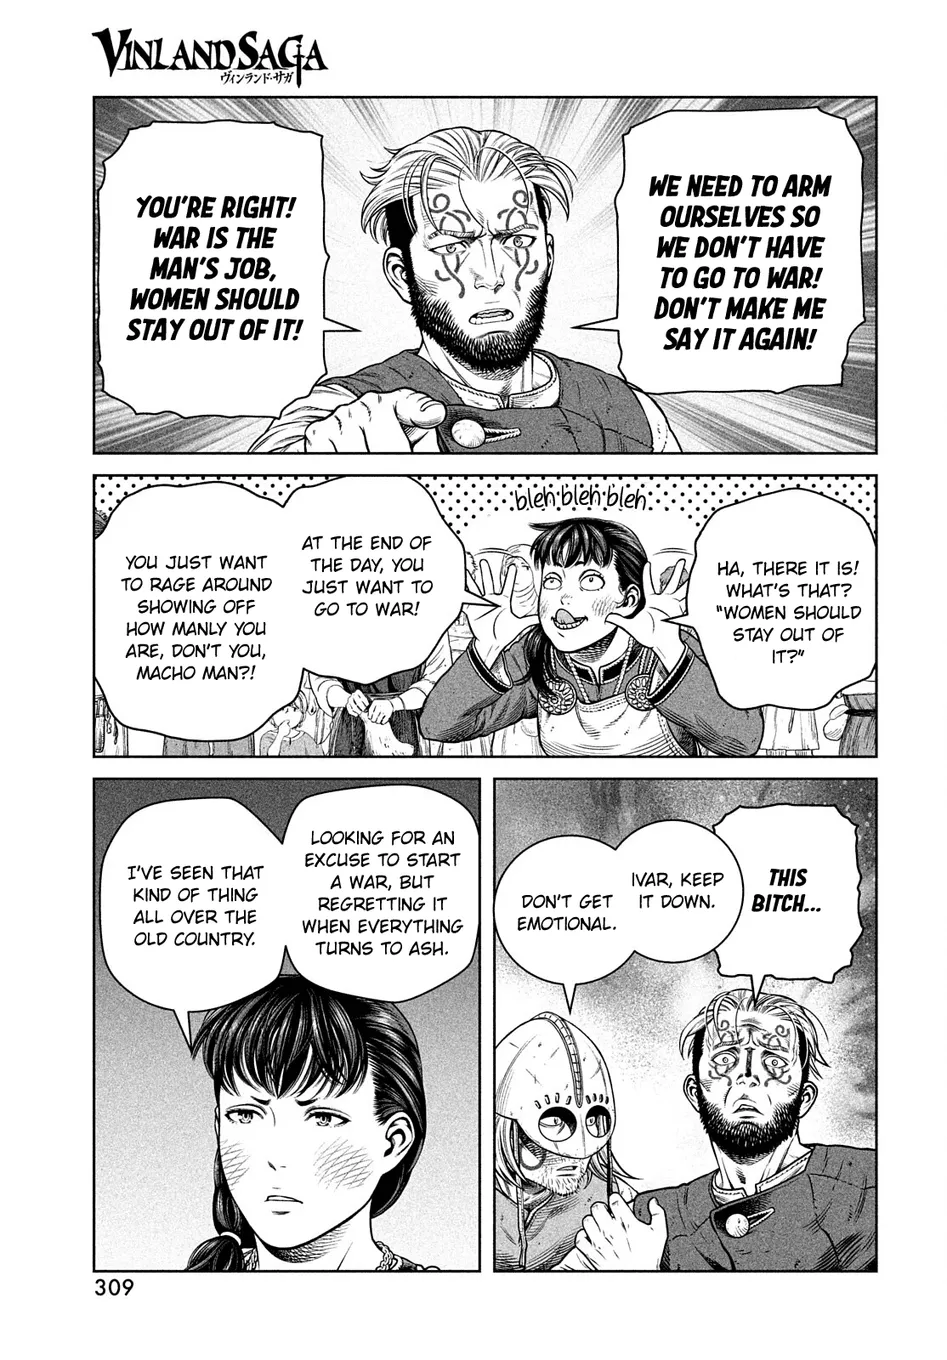 VINLAND SAGA
ヴィンランド・サガ
WE NEED TO ARM
OURSELVES SO
WE DON'T HAVE
TO GO TO WAR!
DON'T MAKE ME
SAY IT AGAIN!
YOU'RE RIGHT!
WAR IS THE
MAN'S JOB,
WOMEN SHOULD
STAY OUT OF IT!
bleh bleh bleh
HA, THERE IT IS!
WHAT'S THAT?
"WOMEN SHOULD
STAY OUT OF
IT?"
AT THE END OF
THE DAY, YOU
JUST WANT TO
GO TO WAR!
YOU JUST WANT
TO RAGE AROUND
SHOWING OFF
HOW MANLY YOU
ARE, DON'T YOU,
MACHO MAN?!
THIS
BITCH...
IVAR, KEEP
IT DOWN.
DON'T GET
EMOTIONAL.
LOOKING FOR AN
EXCUSE TO START
A WAR, BUT
REGRETTING IT
WHEN EVERYTHING
TURNS TO ASH.
I'VE SEEN THAT
KIND OF THING
ALL OVER THE
OLD COUNTRY.
309